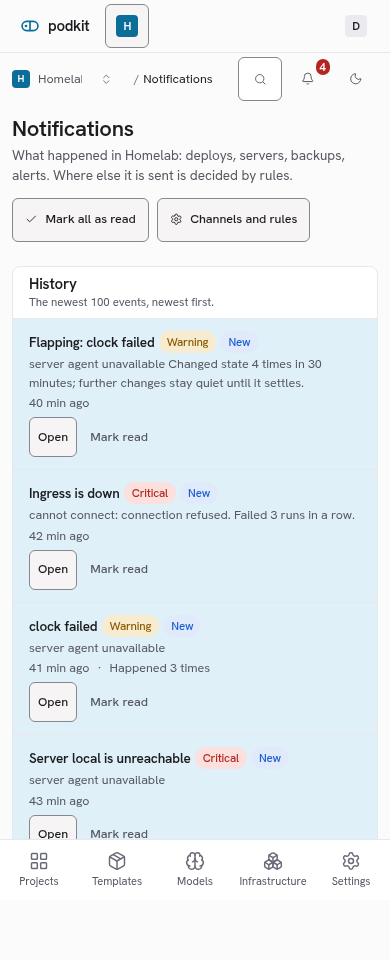 podkit
H
D
H Homelab / Notifications
4
Notifications
What happened in Homelab: deploys, servers, backups,
alerts. Where else it is sent is decided by rules.
Mark all as read
Channels and rules
History
The newest 100 events, newest first.
Flapping: clock failed Warning New
server agent unavailable Changed state 4 times in 30
minutes; further changes stay quiet until it settles.
40 min ago
Open Mark read
Ingress is down Critical New
cannot connect: connection refused. Failed 3 runs in a row.
42 min ago
Open Mark read
clock failed Warning New
server agent unavailable
41 min ago · Happened 3 times
Open Mark read
Server local is unreachable Critical New
server agent unavailable
43 min ago
Open Mark read
Projects Templates Models Infrastructure Settings